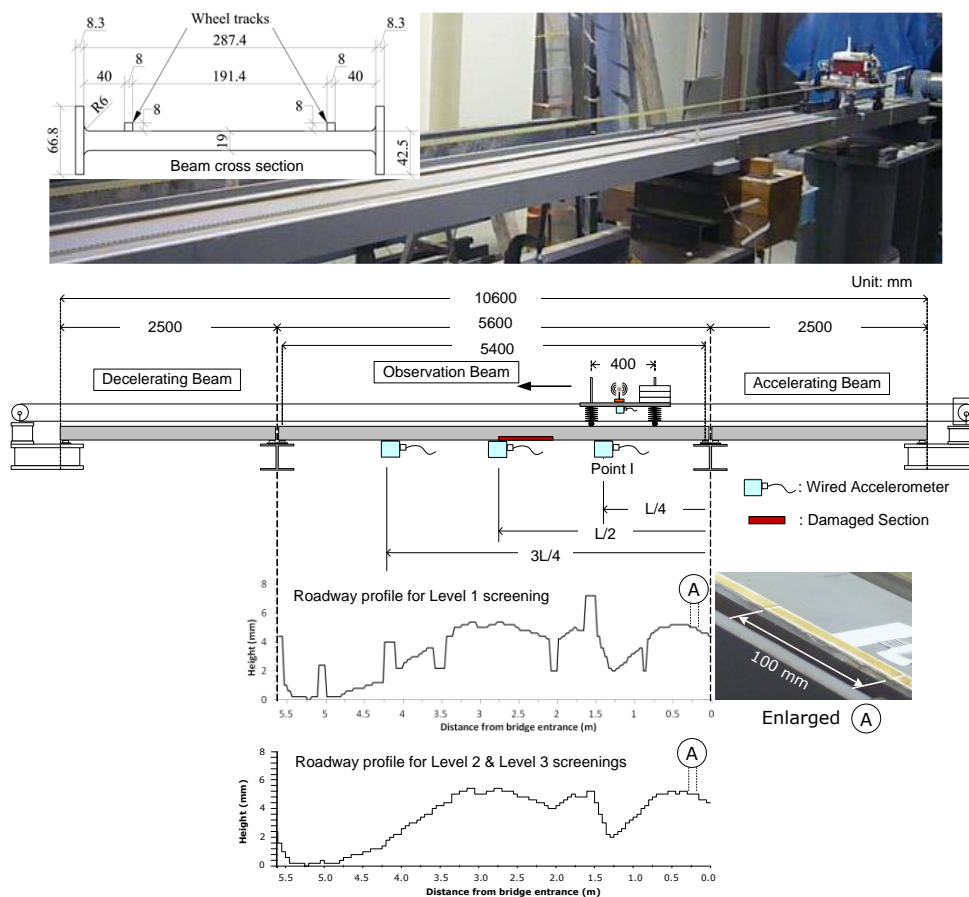 8.3
Wheel tracks
8.3
287.4
8
8
40
191.4
40
R6
8
8
66.8
19
42.5
Beam cross section
Unit: mm
10600
2500
5600
2500
5400
Decelerating Beam
Observation Beam
400
Accelerating Beam
Point I
: Wired Accelerometer
L/4
: Damaged Section
L/2
3L/4
Roadway profile for Level 1 screening
A
Height (mm)
8
6
4
2
0
5.5 5 4.5 4 3.5 3 2.5 2 1.5 1 0.5 0
Distance from bridge entrance (m)
100 mm
Enlarged A
Roadway profile for Level 2 & Level 3 screenings
A
Height (mm)
8
6
4
2
0
5.5 5.0 4.5 4.0 3.5 3.0 2.5 2.0 1.5 1.0 0.5 0.0
Distance from bridge entrance (m)